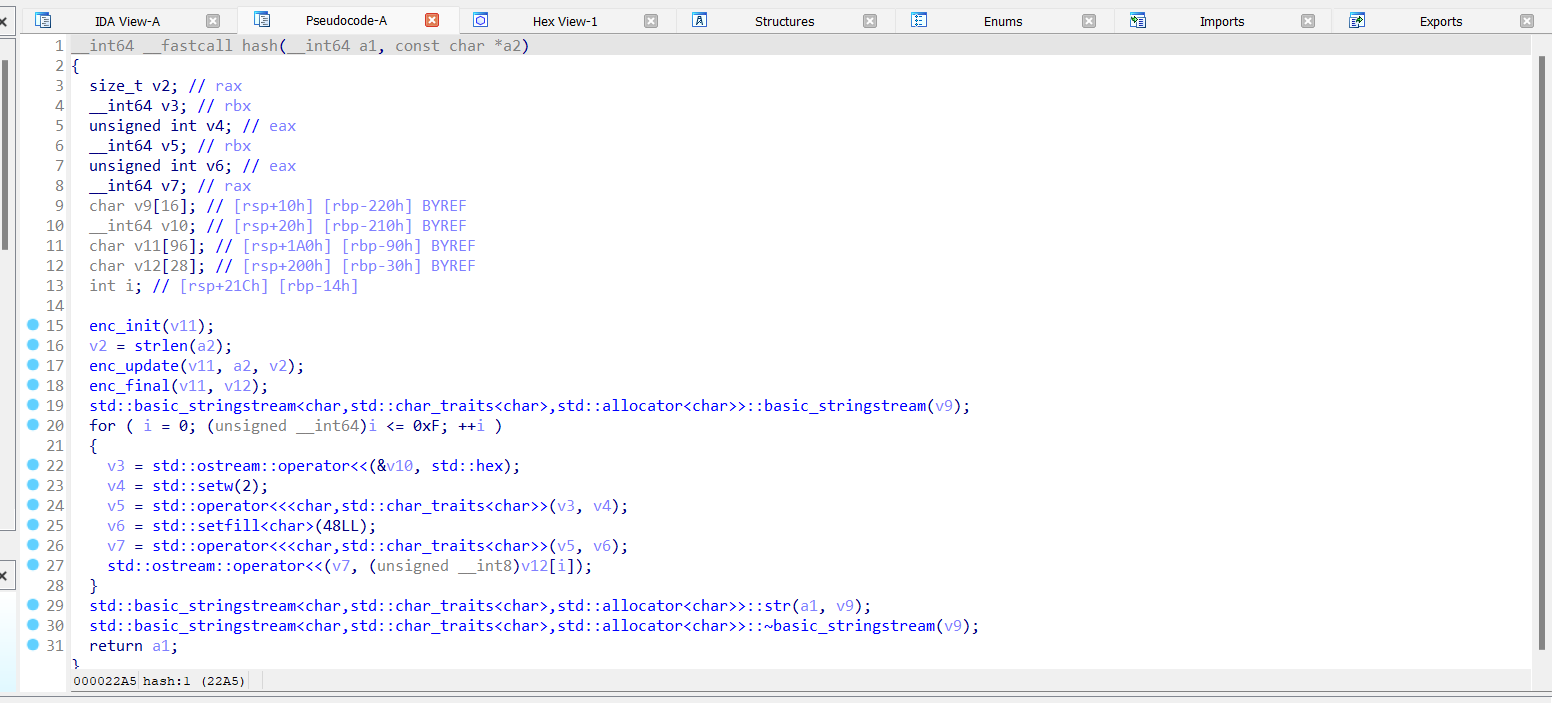 IDA View-A Pseudocode-A Hex View-1 Structures Enums Imports Exports
1 __int64 __fastcall hash(__int64 a1, const char *a2)
2 {
3 size_t v2; // rax
4 __int64 v3; // rbx
5 unsigned int v4; // eax
6 __int64 v5; // rbx
7 unsigned int v6; // eax
8 __int64 v7; // rax
9 char v9[16]; // [rsp+10h] [rbp-220h] BYREF
10 __int64 v10; // [rsp+20h] [rbp-210h] BYREF
11 char v11[96]; // [rsp+1A0h] [rbp-90h] BYREF
12 char v12[28]; // [rsp+200h] [rbp-30h] BYREF
13 int i; // [rsp+21Ch] [rbp-14h]
14
15 enc_init(v11);
16 v2 = strlen(a2);
17 enc_update(v11, a2, v2);
18 enc_final(v11, v12);
19 std::basic_stringstream<char,std::char_traits<char>,std::allocator<char>>::basic_stringstream(v9);
20 for ( i = 0; (unsigned __int64)i <= 0xF; ++i )
21 {
22 v3 = std::ostream::operator<<(&v10, std::hex);
23 v4 = std::setw(2);
24 v5 = std::operator<<<char,std::char_traits<char>>(v3, v4);
25 v6 = std::setfill<char>(48LL);
26 v7 = std::operator<<<char,std::char_traits<char>>(v5, v6);
27 std::ostream::operator<<(v7, (unsigned __int8)v12[i]);
28 }
29 std::basic_stringstream<char,std::char_traits<char>,std::allocator<char>>::str(a1, v9);
30 std::basic_stringstream<char,std::char_traits<char>,std::allocator<char>>::~basic_stringstream(v9);
31 return a1;
}
000022A5 hash:1 (22A5)